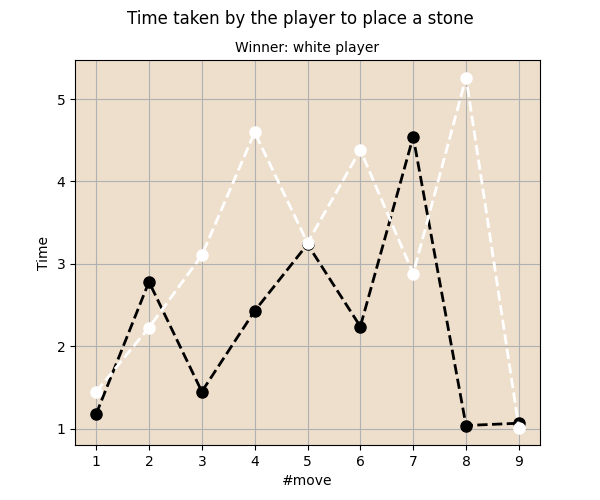 Time taken by the player to place a stone
Winner: white player
5
4
3
2
1
Time
1 2 3 4 5 6 7 8 9
#move